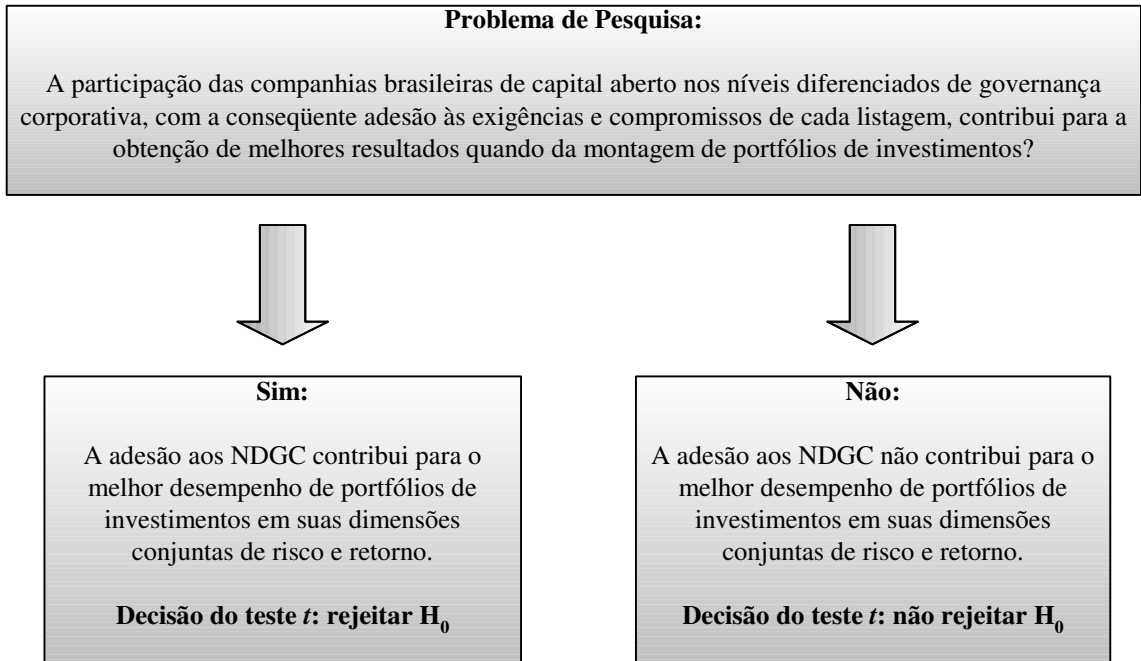 Problema de Pesquisa:
A participação das companhias brasileiras de capital aberto nos níveis diferenciados de governança
corporativa, com a conseqüente adesão às exigências e compromissos de cada listagem, contribui para a
obtenção de melhores resultados quando da montagem de portfólios de investimentos?
Sim:
A adesão aos NDGC contribui para o
melhor desempenho de portfólios de
investimentos em suas dimensões
conjuntas de risco e retorno.
Decisão do teste t: rejeitar H0
Não:
A adesão aos NDGC não contribui para o
melhor desempenho de portfólios de
investimentos em suas dimensões
conjuntas de risco e retorno.
Decisão do teste t: não rejeitar H0